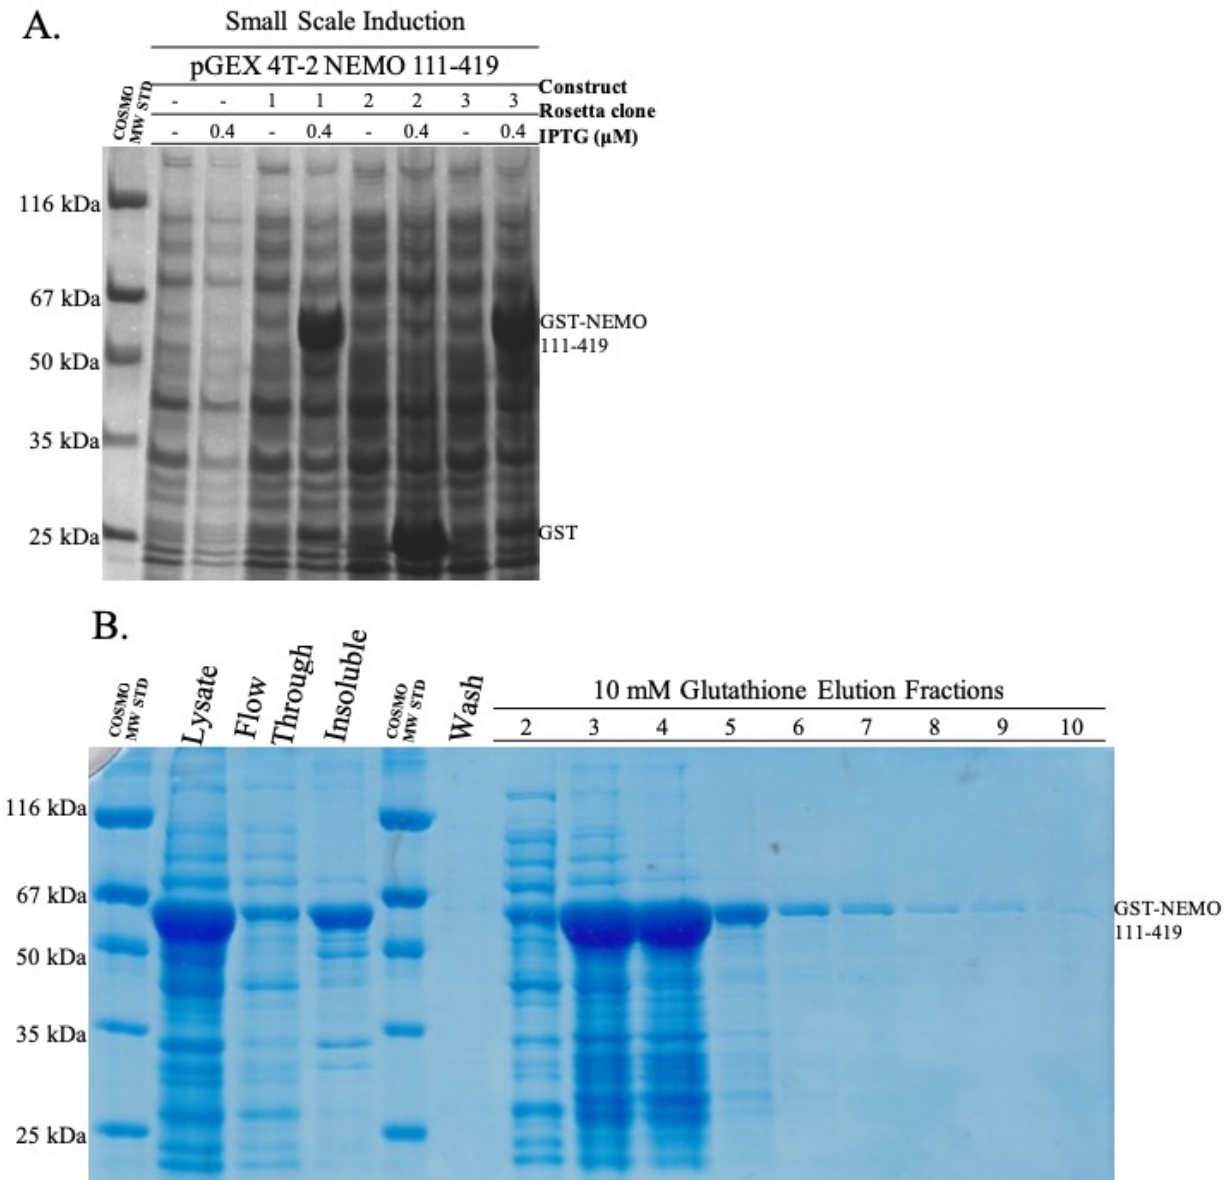 A.
Small Scale Induction
pGEX 4T-2 NEMO 111-419
COSMO
MW STD
- - 1 1 2 2 3 3
Construct
Rosetta clone
- 0.4 - 0.4 - 0.4 - 0.4
IPTG (µM)
116 kDa
67 kDa
50 kDa
35 kDa
25 kDa
GST-NEMO
111-419
GST
B.
COSMO
MW STD
Lysate
Flow
Through
Insoluble
COSMO
MW STD
Wash
10 mM Glutathione Elution Fractions
2 3 4 5 6 7 8 9 10
116 kDa
67 kDa
50 kDa
35 kDa
25 kDa
GST-NEMO
111-419